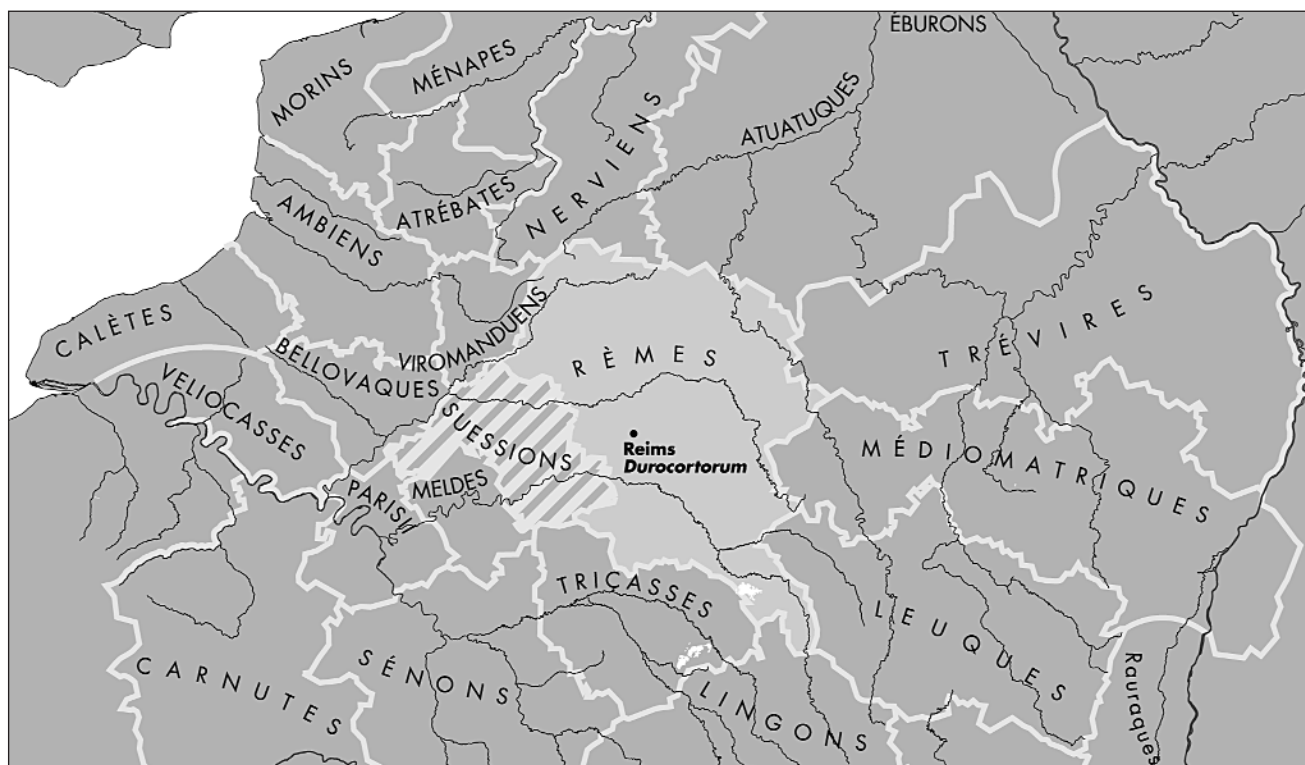 ÉBURONS
MORINS
MÉNAPES
ATUATUQUES
NERVIENS
ATRÉBATES
AMBIENS
CALÈTES
VIROMANDUENS
BELLOVAQUES
RÈMES
TRÉVIRES
VELIOCASSES
SUESSIONS
Reims
Durocortorum
MÉDIOMATRIQUES
MELDES
PARISII
TRICASSES
LEUQUES
CARNUTES
SÉNONS
LINGONS
Rauraques